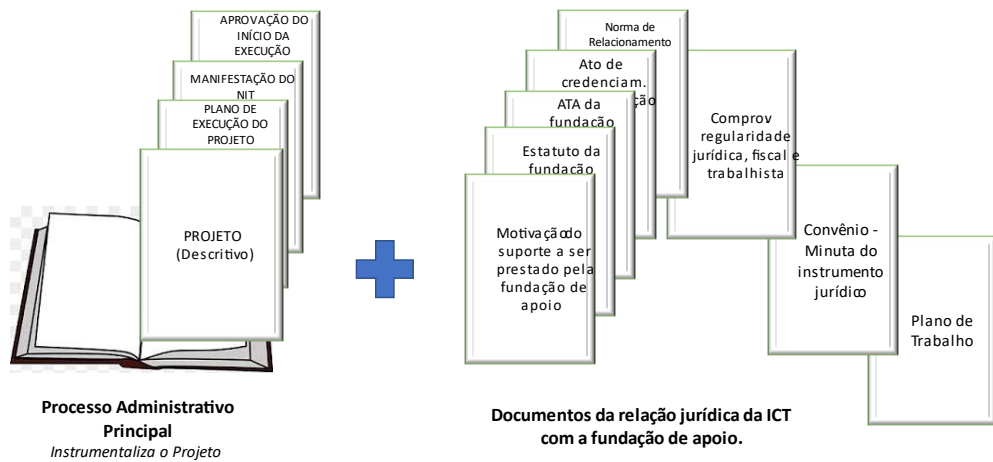 APROVAÇÃO DO
INÍCIO DA
EXECUÇÃO
MANIFESTAÇÃO DO
NIT
PLANO DE
EXECUÇÃO DO
PROJETO
PROJETO
(Descritivo)
Processo Administrativo
Principal
Instrumentaliza o Projeto
Norma de
Relacionamento
Ato de
credenciam.
ção
ATA da
fundação
Estatuto da
fundação
Motivação do
suporte a ser
prestado pela
fundação de
apoio
Comprov
regularidade
jurídica, fiscal e
trabalhista
Convênio -
Minuta do
instrumento
jurídico
Plano de
Trabalho
Documentos da relação jurídica da ICT
com a fundação de apoio.